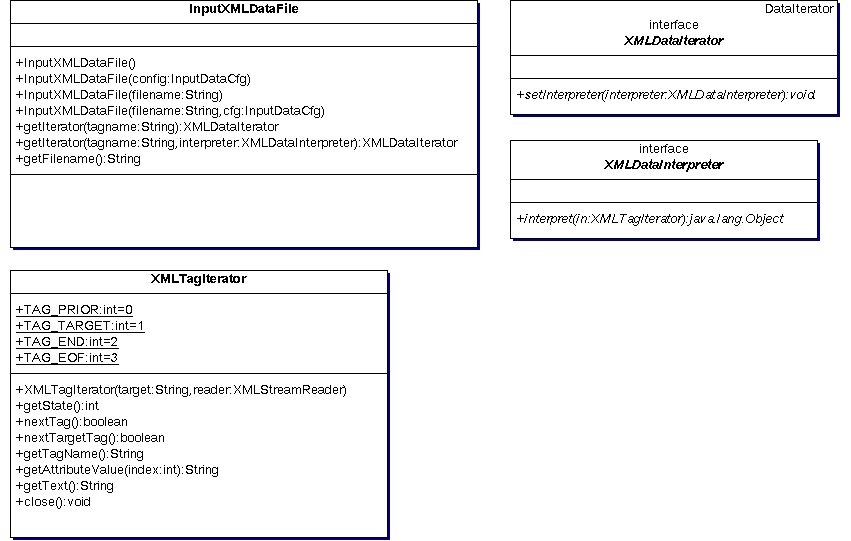 InputXMLDataFile
+InputXMLDataFile()
+InputXMLDataFile(config:InputDataCfg)
+InputXMLDataFile(filename:String)
+InputXMLDataFile(filename:String,cfg:InputDataCfg)
+getIterator(tagname:String):XMLDataIterator
+getIterator(tagname:String,interpreter:XMLDataInterpreter):XMLDataIterator
+getFilename():String
DataIterator
interface
XMLDataIterator
+setInterpreter(interpreter:XMLDataInterpreter):void
interface
XMLDataInterpreter
+interpret(in:XMLTagIterator):java.lang.Object
XMLTagIterator
+TAG_PRIOR:int=0
+TAG_TARGET:int=1
+TAG_END:int=2
+TAG_EOF:int=3
+XMLTagIterator(target:String,reader:XMLStreamReader)
+getState():int
+nextTag():boolean
+nextTargetTag():boolean
+getTagName():String
+getAttributeValue(index:int):String
+getText():String
+close():void